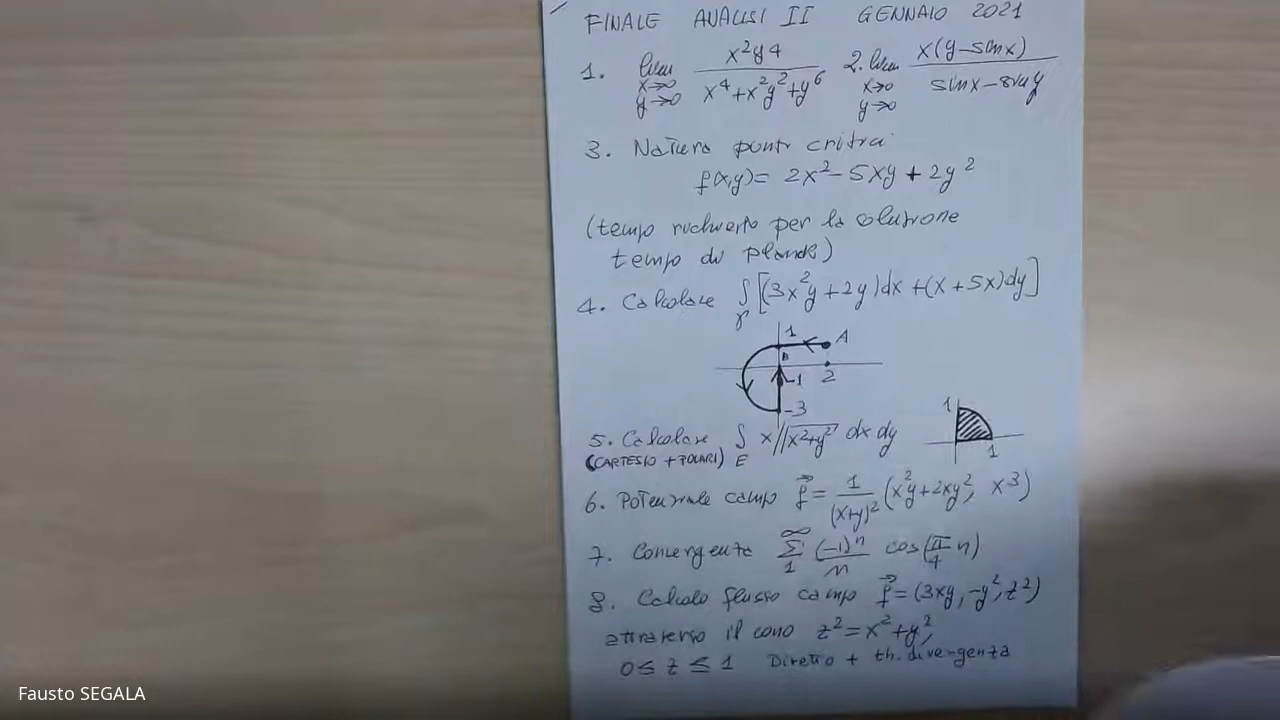 FINALE ANALISI II GENNAIO 2021
1. lim x→0 y→0 x²y⁴ / x⁴+x²y²+y⁶ 2. lim x→0 y→0 x(y-sinx) / sinx-siny
3. Natura punti critici
f(x,y)= 2x²-5xy+2y²
(tempo richiesto per la soluzione
tempo di Planck)
4. Calcolare ∫γ [(3x²y+2y)dx+(x+5x)dy]
1 A
B
-1 2
-3
1
5. Calcolare ∫E x/√x²+y² dx dy
(CARTESIO + POLARI)
1
6. Potenziale campo f⃗= 1/(x+y)² (x²y+2xy², x³)
7. Convergenza ∑₁^∞ (-1)ⁿ/n cos(π/4 n)
8. Calcolo flusso campo f⃗=(3xy,-y²,z²)
attraverso il cono z²=x²+y²,
0≤z≤1 Diretto + th. divergenza
Fausto SEGALA